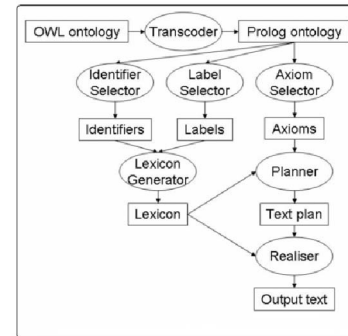 OWL ontology
Transcoder
Prolog ontology
Identifier
Selector
Label
Selector
Axiom
Selector
Identifiers
Labels
Axioms
Lexicon
Generator
Planner
Lexicon
Text plan
Realiser
Output text